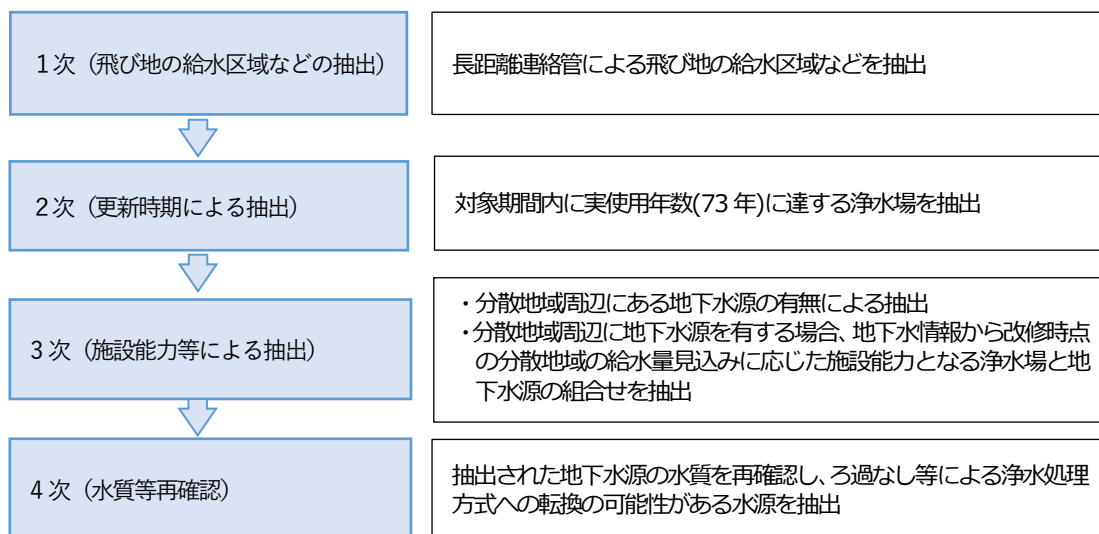 １次（飛び地の給水区域などの抽出）
長距離連絡管による飛び地の給水区域などを抽出
２次（更新時期による抽出）
対象期間内に実使用年数(73 年)に達する浄水場を抽出
３次（施設能力等による抽出）
・分散地域周辺にある地下水源の有無による抽出
・分散地域周辺に地下水源を有する場合、地下水情報から改修時点
の分散地域の給水量見込みに応じた施設能力となる浄水場と地
下水源の組合せを抽出
４次（水質等再確認）
抽出された地下水源の水質を再確認し、ろ過なし等による浄水処理
方式への転換の可能性がある水源を抽出